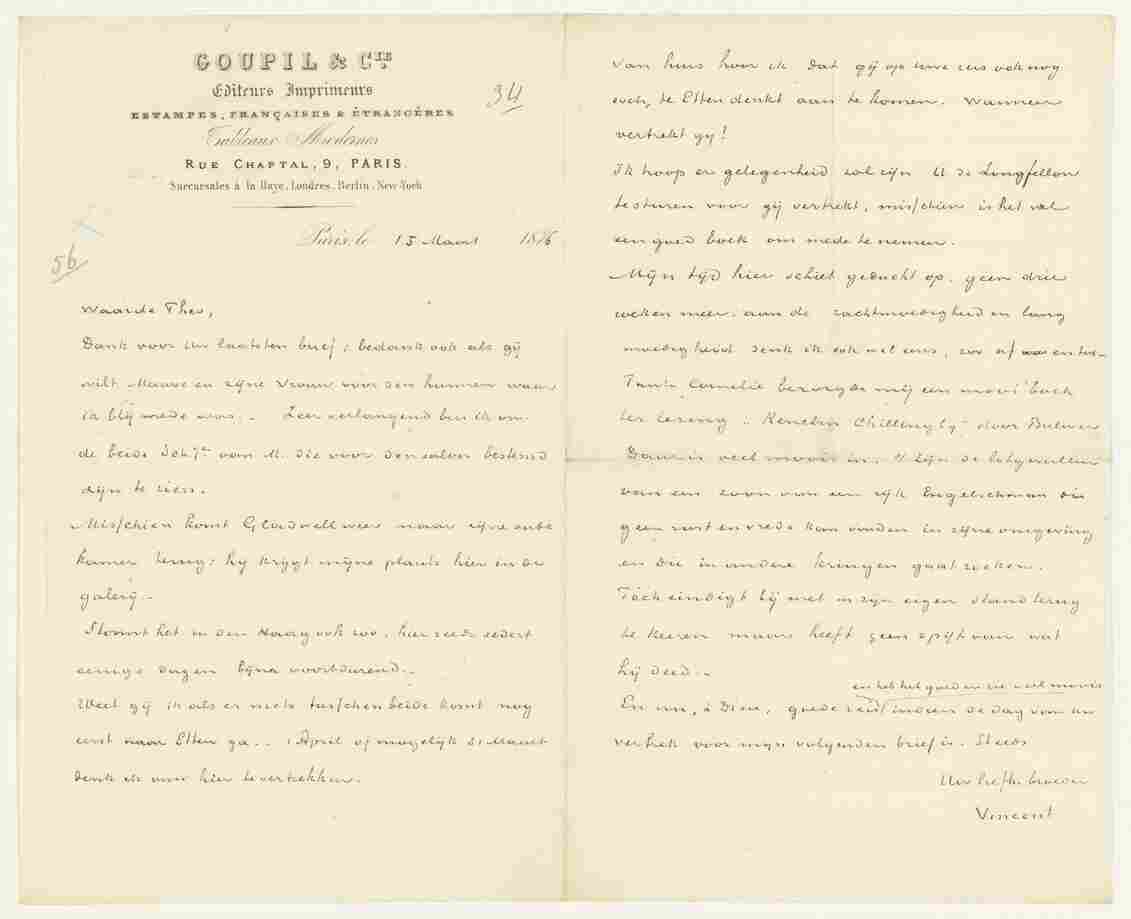 GOUPIL & CIE
Editeurs Imprimeurs
ESTAMPES, FRANÇAISES & ÉTRANGÈRES
Tableaux Modernes
RUE CHAPTAL, 9, PARIS.
Succursales à la Haye, Londres, Berlin, New-York
34
Paris, le 15 Maart 1876
56
Waarde Theo,
Dank voor Uw laatsten brief, bedank ook als gij
wilt Mauve en zijne vrouw voor den hunnen waar
ik blij mede was. Zeer verlangend ben ik om
de beide Schijen van M. die voor den salon bestemd
zijn te zien.
Misschien komt Gladwell weer naar zijne oude
kamer terug; hij krijgt mijne plaats hier in de
galerij.
Stormt het in den Haag ook zoo, hier reeds sedert
eenige dagen bijna voortdurend.
Weet gij ik als er niets tusschenbeide komt nog
eerst naar Etten ga. 1 April of mogelijk 31 Maart
denk ik van hier te vertrekken.
Van huis hoor ik dat gij op uwe reis ook nog
te Etten denkt aan te komen. Wanneer
vertrekt gij!
Ik hoop er gelegenheid zal zijn U de Longfellow
te sturen voor gij vertrekt, misschien is het wel
een goed boek om mede te nemen.
Mijn tijd hier schiet geducht op, geen drie
weken meer. aan de zachtmoedigheid en lang
moedigheid denk ik ook wel eens, zoo af en toe
Tante Cornelie bezorgde mij een mooi boek
ter lezing: "Kenelm Chillingly" door Bulwer
Daar is veel moois in. 't Zijn de lotgevallen
van een zoon van een rijk Engelschman die
geen rust en vrede kon vinden in zijne omgeving
en die in andere kringen gaat zoeken.
Toch eindigt hij met in zijn eigen stand terug
te keeren maar heeft geen spijt van wat
hij deed.
en heb het goed en zie veel moois
En nu, à Dieu, goede reis indien de dag van uw
vertrek voor mijn volgenden brief is. Steeds
Uw liefh. broeder
Vincent